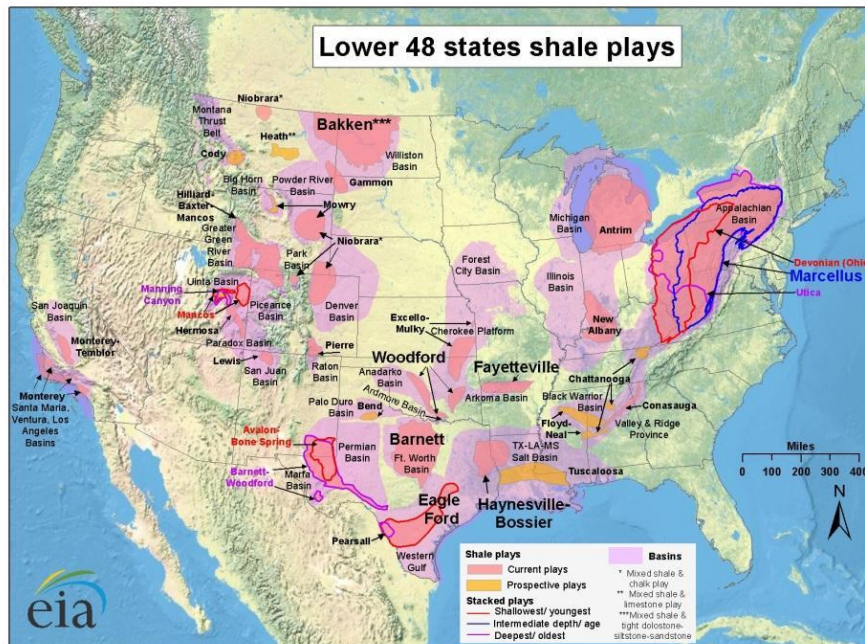 Lower 48 states shale plays
Niobrara*
Montana
Thrust
Belt
Heath**
Bakken***
Williston
Basin
Cody
Big Horn
Basin
Powder River
Basin
Gammon
Hilliard-
Baxter-
Mancos
Mowry
Greater
Green
River
Basin
Niobrara*
Park
Basin
Michigan
Basin
Antrim
Appalachian
Basin
Devonian (Ohio
Marcellus
Utica
Forest
City Basin
Illinois
Basin
Uinta Basin
Manning
Canyon
Mancos
Piceance
Basin
Denver
Basin
San Joaquin
Basin
Hermosa
Paradox Basin
Excello-
Mulky
Cherokee Platform
New
Albany
Monterey-
Temblor
Lewis
San Juan
Basin
Pierre
Raton
Basin
Woodford
Anadarko
Basin
Fayetteville
Chattanooga
Monterey
Santa Maria,
Ventura, Los
Angeles
Basins
Ardmore Basin
Arkoma Basin
Black Warrior
Basin
Conasauga
Palo Duro
Basin
Bend
Floyd-
Neal
Valley & Ridge
Province
Avalon-
Bone Spring
Permian
Basin
Barnett
Ft. Worth
Basin
TX-LA-MS
Salt Basin
Tuscaloosa
Barnett-
Woodford
Marfa
Basin
Eagle
Ford
Haynesville-
Bossier
Pearsall
Western
Gulf
Miles
0 100 200 300 400
N
Shale plays
Current plays
Prospective plays
Stacked plays
Shallowest/ youngest
Intermediate depth/ age
Deepest/ oldest
Basins
* Mixed shale &
chalk play
** Mixed shale &
limestone play
***Mixed shale &
tight dolostone-
siltstone-sandstone
eia